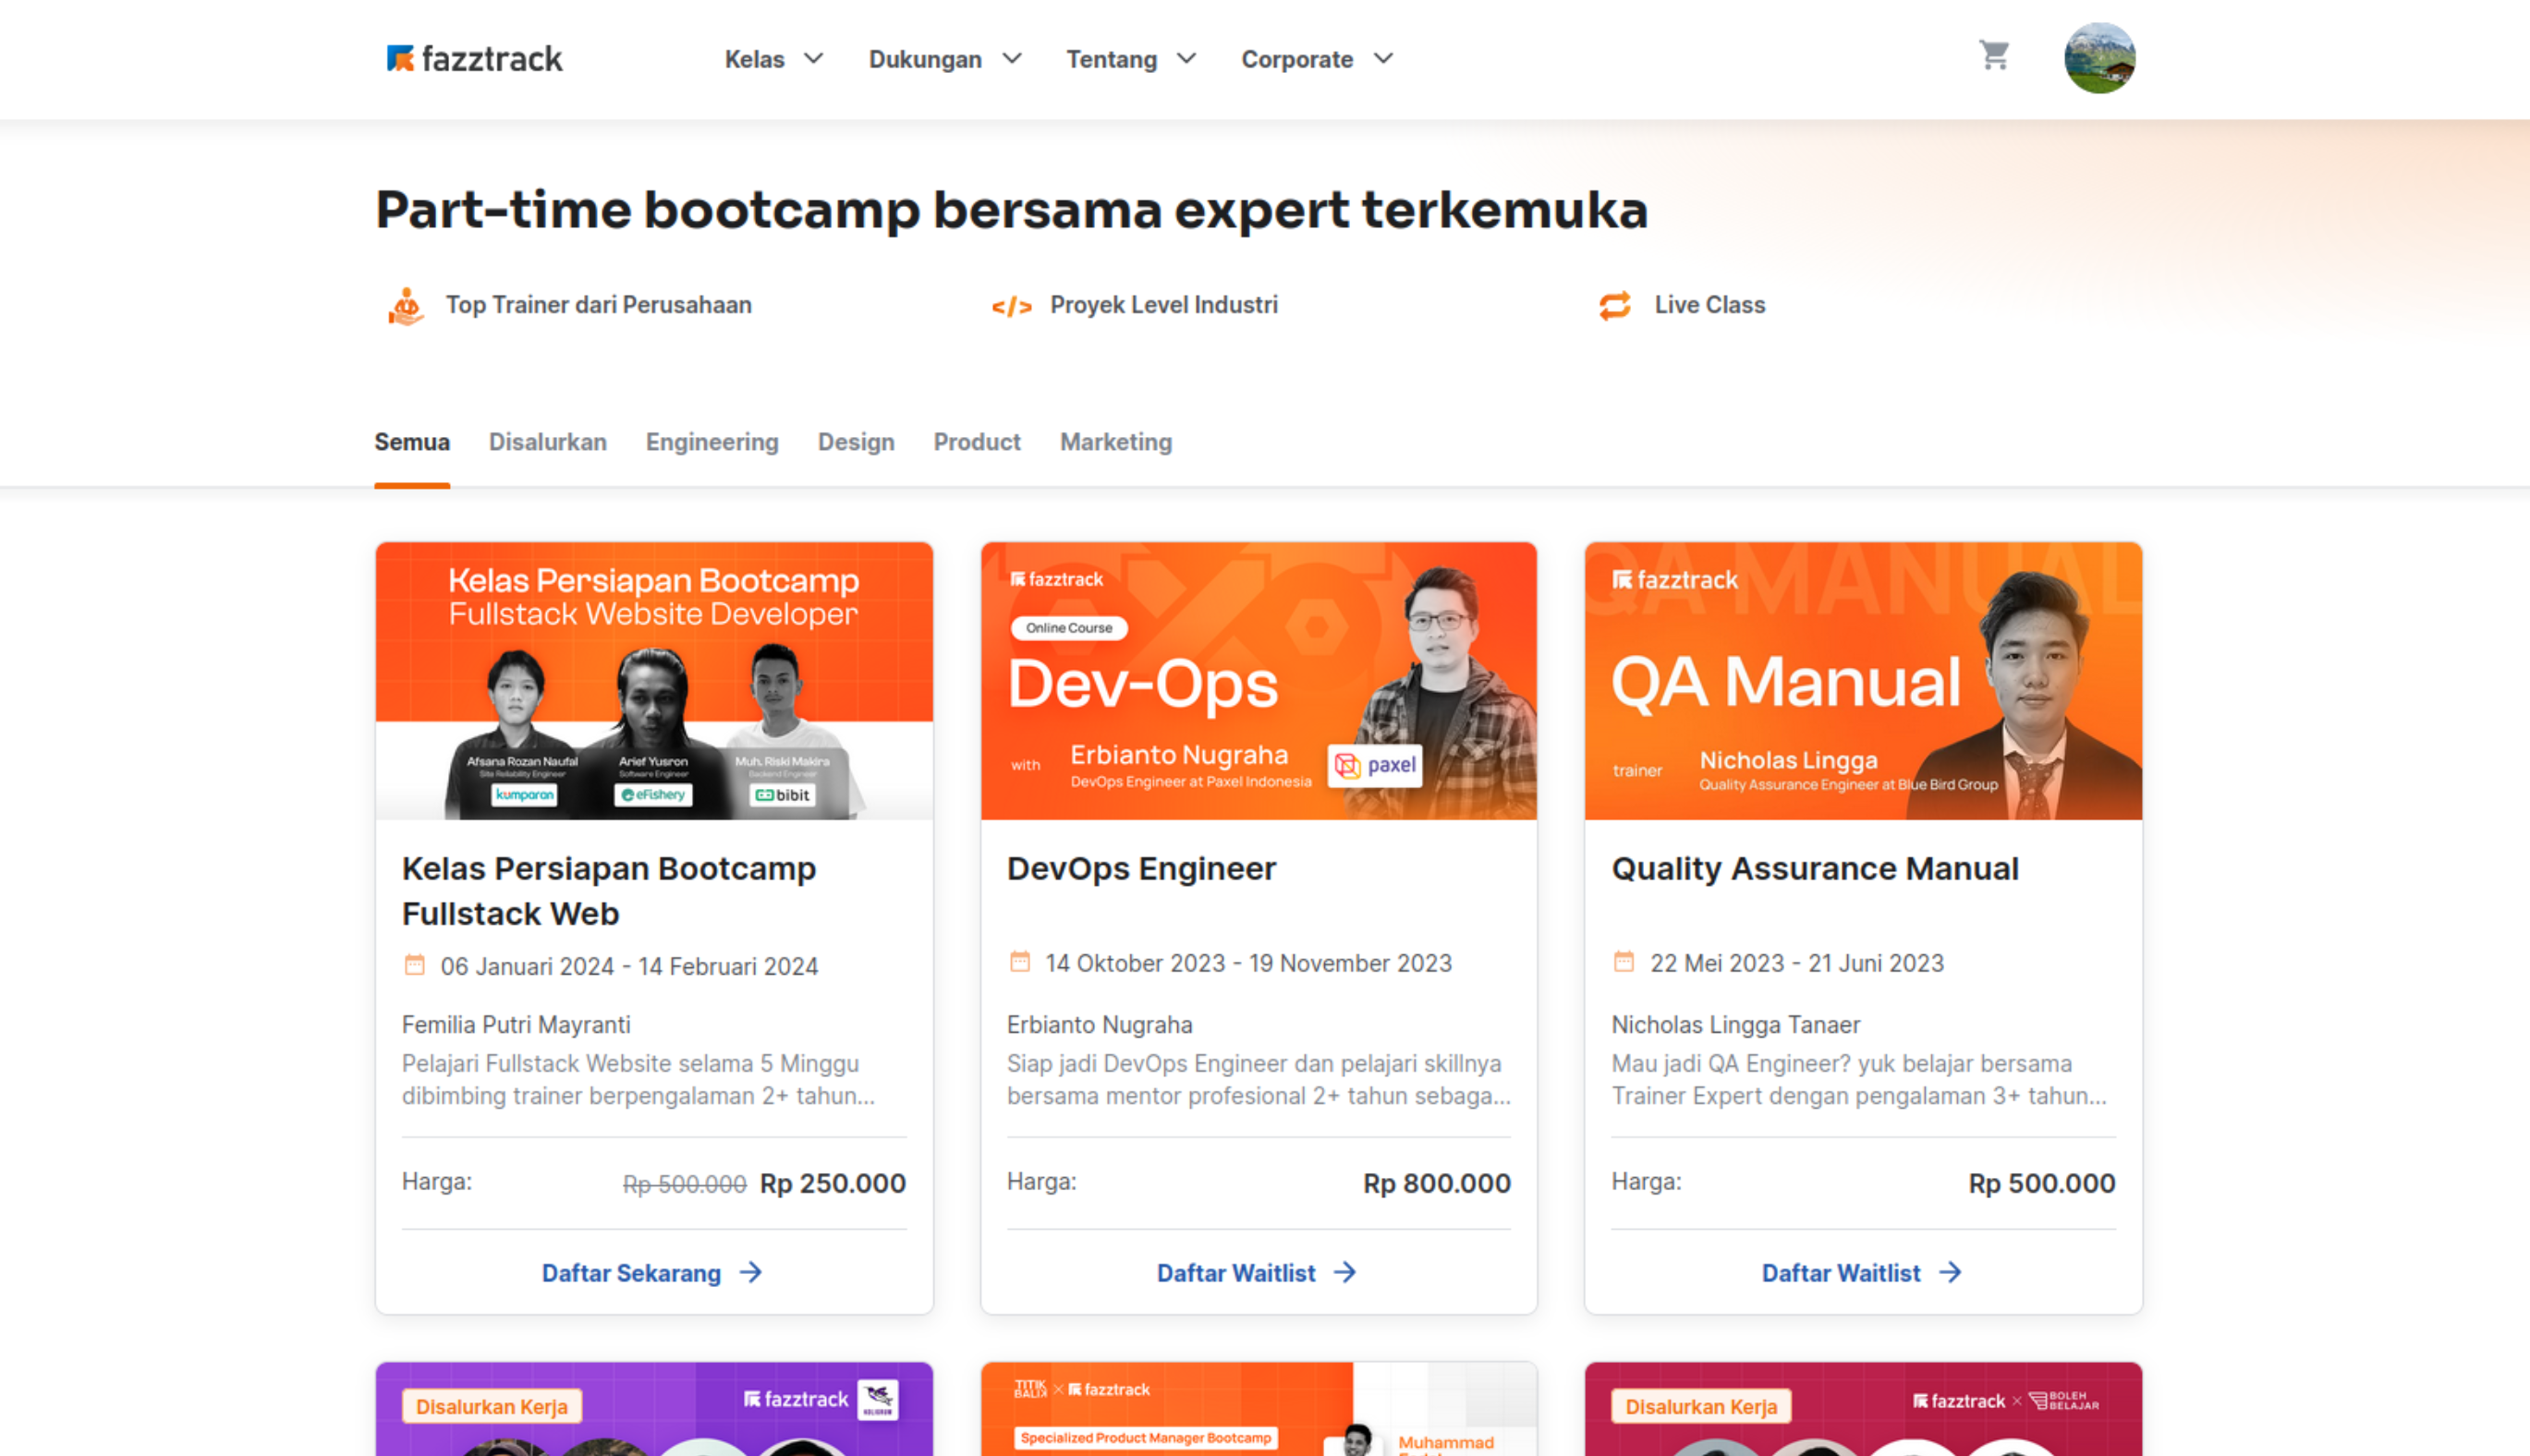 fazztrack
Kelas Dukungan Tentang Corporate
Part-time bootcamp bersama expert terkemuka
Top Trainer dari Perusahaan
</> Proyek Level Industri
Live Class
Semua Disalurkan Engineering Design Product Marketing
Kelas Persiapan Bootcamp
Fullstack Website Developer
Afsana Rozan Naufal
Site Reliability Engineer
kumparan
Arief Yusron
Software Engineer
eFishery
Muh. Riski Makira
Backend Engineer
bibit
Kelas Persiapan Bootcamp
Fullstack Web
06 Januari 2024 - 14 Februari 2024
Femilia Putri Mayranti
Pelajari Fullstack Website selama 5 Minggu
dibimbing trainer berpengalaman 2+ tahun...
Harga: Rp 500.000 Rp 250.000
Daftar Sekarang
fazztrack
Online Course
Dev-Ops
with Erbianto Nugraha
DevOps Engineer at Paxel Indonesia
paxel
DevOps Engineer
14 Oktober 2023 - 19 November 2023
Erbianto Nugraha
Siap jadi DevOps Engineer dan pelajari skillnya
bersama mentor profesional 2+ tahun sebaga...
Harga: Rp 800.000
Daftar Waitlist
QA MANUAL
fazztrack
QA Manual
trainer Nicholas Lingga
Quality Assurance Engineer at Blue Bird Group
Quality Assurance Manual
22 Mei 2023 - 21 Juni 2023
Nicholas Lingga Tanaer
Mau jadi QA Engineer? yuk belajar bersama
Trainer Expert dengan pengalaman 3+ tahun...
Harga: Rp 500.000
Daftar Waitlist
Disalurkan Kerja
fazztrack
TITIK
BALIK × fazztrack
Specialized Product Manager Bootcamp
Muhammad
Disalurkan Kerja
fazztrack × BOLEH
BELAJAR